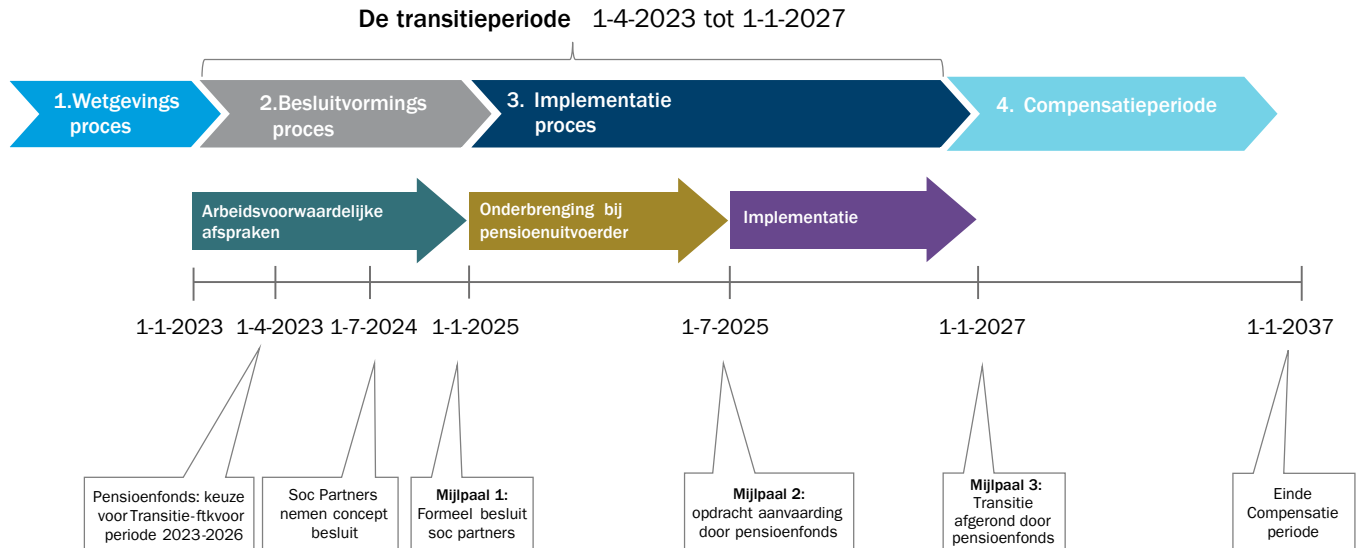 De transitieperiode 1-4-2023 tot 1-1-2027
1.Wetgevings
proces
2.Besluitvormings
proces
3. Implementatie
proces
4. Compensatieperiode
Arbeidsvoorwaardelijke
afspraken
Onderbrenging bij
pensioenuitvoerder
Implementatie
1-1-2023 1-4-2023 1-7-2024 1-1-2025 1-7-2025 1-1-2027 1-1-2037
Pensioenfonds: keuze
voor Transitie-ftkvoor
periode 2023-2026
Soc Partners
nemen concept
besluit
Mijlpaal 1:
Formeel besluit
soc partners
Mijlpaal 2:
opdracht aanvaarding
door pensioenfonds
Mijlpaal 3:
Transitie
afgerond door
pensioenfonds
Einde
Compensatie
periode